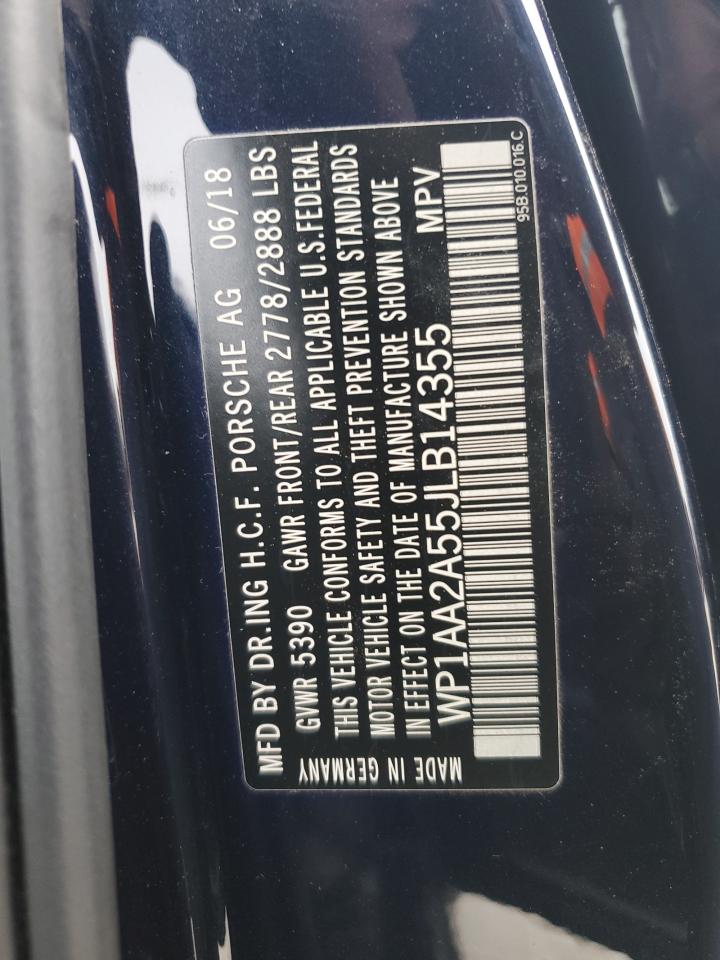 MFD BY DR.ING H.C.F. PORSCHE AG 06/18
GVWR 5390 GAWR FRONT/REAR 2778/2888 LBS
THIS VEHICLE CONFORMS TO ALL APPLICABLE U.S.FEDERAL
MOTOR VEHICLE SAFETY AND THEFT PREVENTION STANDARDS
IN EFFECT ON THE DATE OF MANUFACTURE SHOWN ABOVE
WP1AA2A55JLB14355 MPV
MADE IN GERMANY
95B.010.016.C